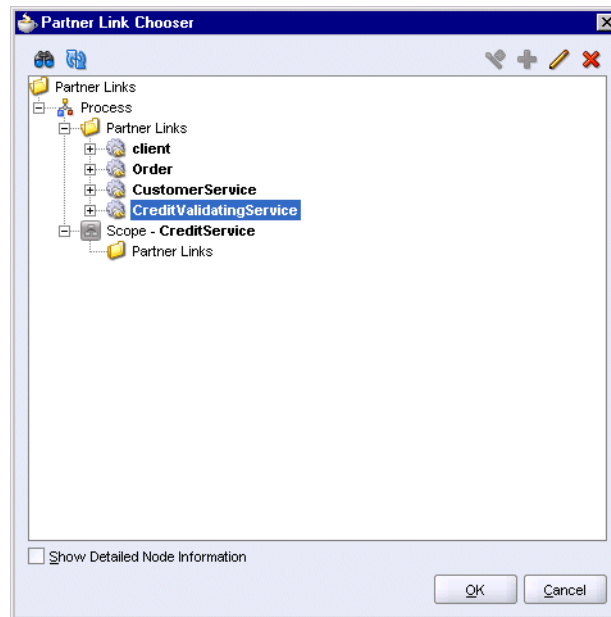 Partner Link Chooser
Partner Links
Process
Partner Links
client
Order
CustomerService
CreditValidatingService
Scope - CreditService
Partner Links
Show Detailed Node Information
OK Cancel